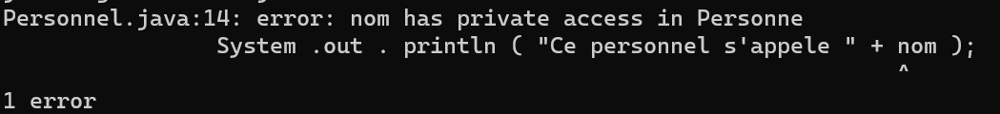 Personnel.java:14: error: nom has private access in Personne
System .out . println ( "Ce personnel s'appele " + nom );
^
1 error